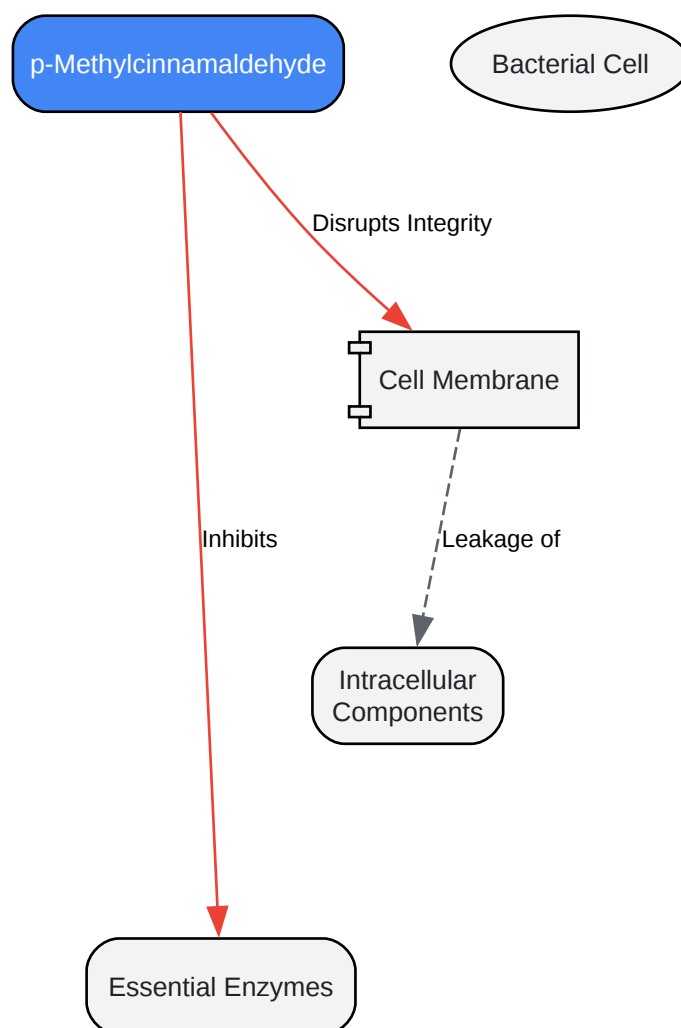 p-Methylcinnamaldehyde
Bacterial Cell
Disrupts Integrity
Cell Membrane
Inhibits
Leakage of
Intracellular
Components
Essential Enzymes